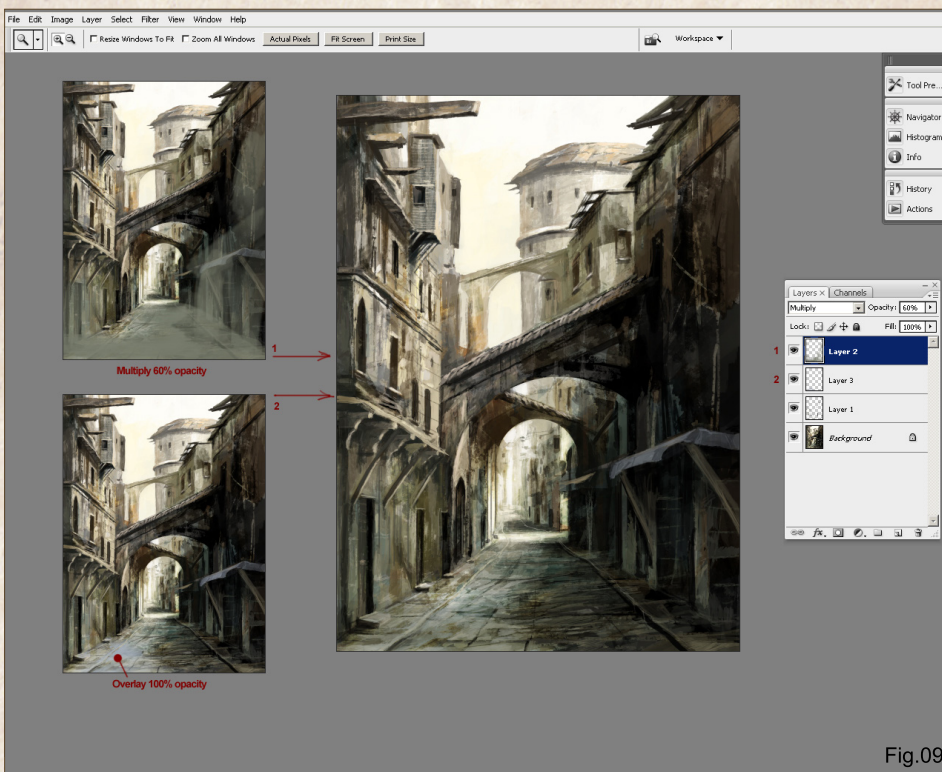 File Edit Image Layer Select Filter View Window Help
Resize Windows To Fit Zoom All Windows Actual Pixels Fit Screen Print Size Workspace
Tool Pre...
Navigator
Histogram
Info
History
Actions
Layers Channels
Multiply Opacity: 60%
Lock: Fill: 100%
1 Layer 2
2 Layer 3
Layer 1
Background
1
Multiply 60% opacity
2
Overlay 100% opacity
Fig.09